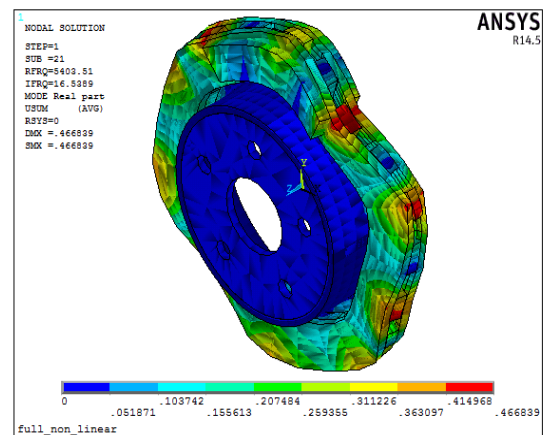 1
NODAL SOLUTION
ANSYS
R14.5
STEP=1
SUB =21
RFRQ=5403.51
IFRQ=16.5389
MODE Real part
USUM (AVG)
RSYS=0
DMX =.466839
SMX =.466839
Y
Z
0 .103742 .207484 .311226 .414968
.051871 .155613 .259355 .363097 .466839
full_non_linear